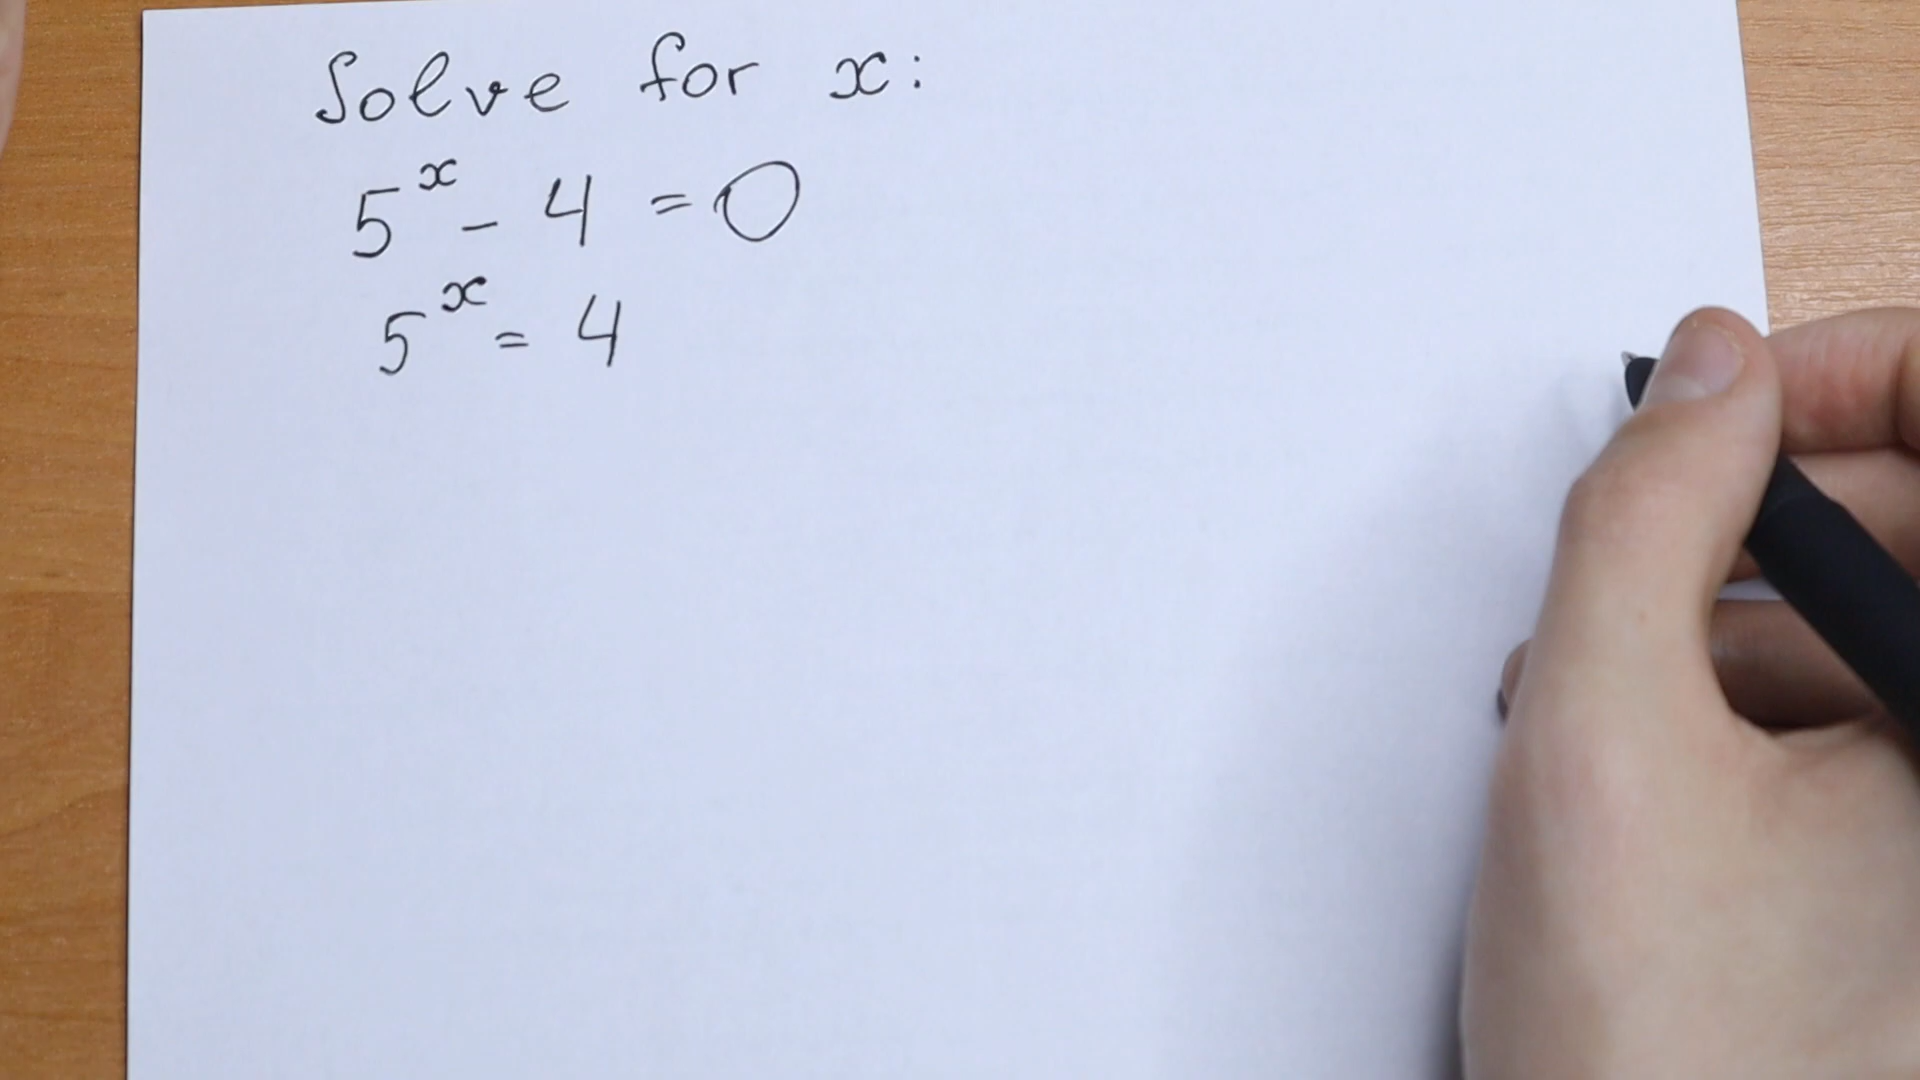 Solve for x:
5^x - 4 = 0
5^x = 4